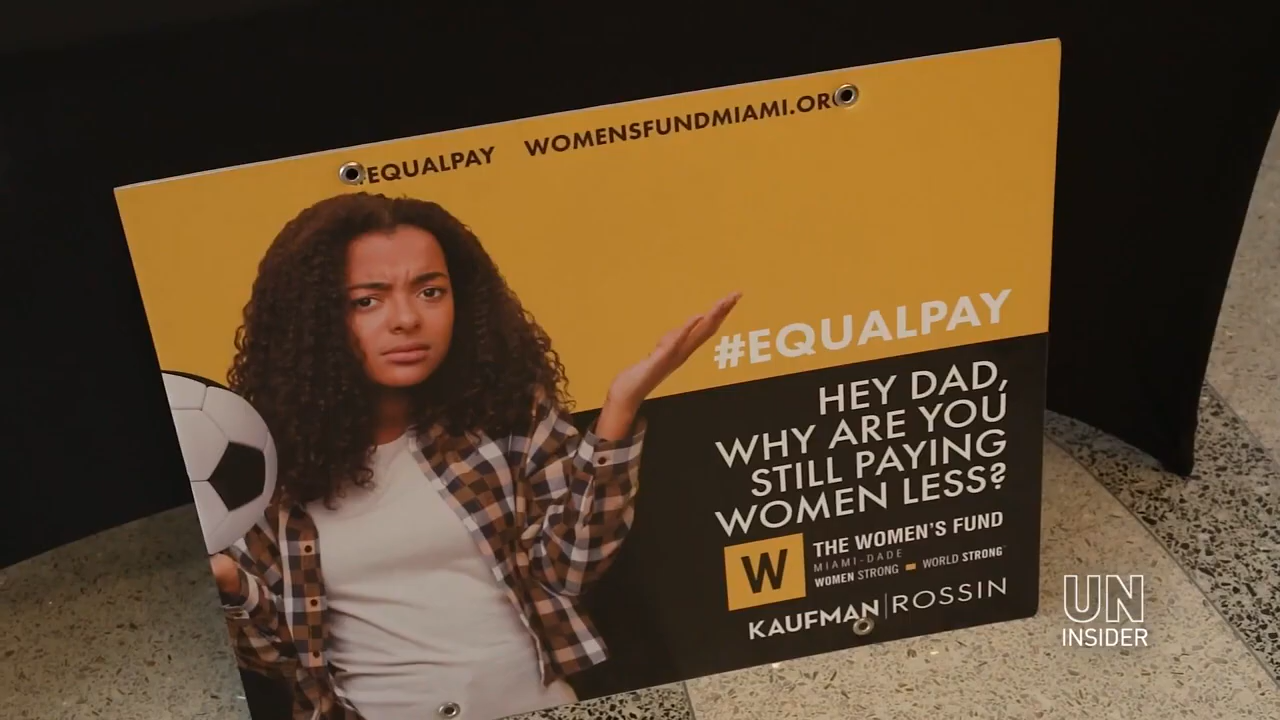 #EQUALPAY WOMENSFUNDMIAMI.ORG
#EQUALPAY
HEY DAD,
WHY ARE YOU
STILL PAYING
WOMEN LESS?
W
THE WOMEN'S FUND
MIAMI-DADE
WOMEN STRONG WORLD STRONG
KAUFMAN|ROSSIN
UN
INSIDER